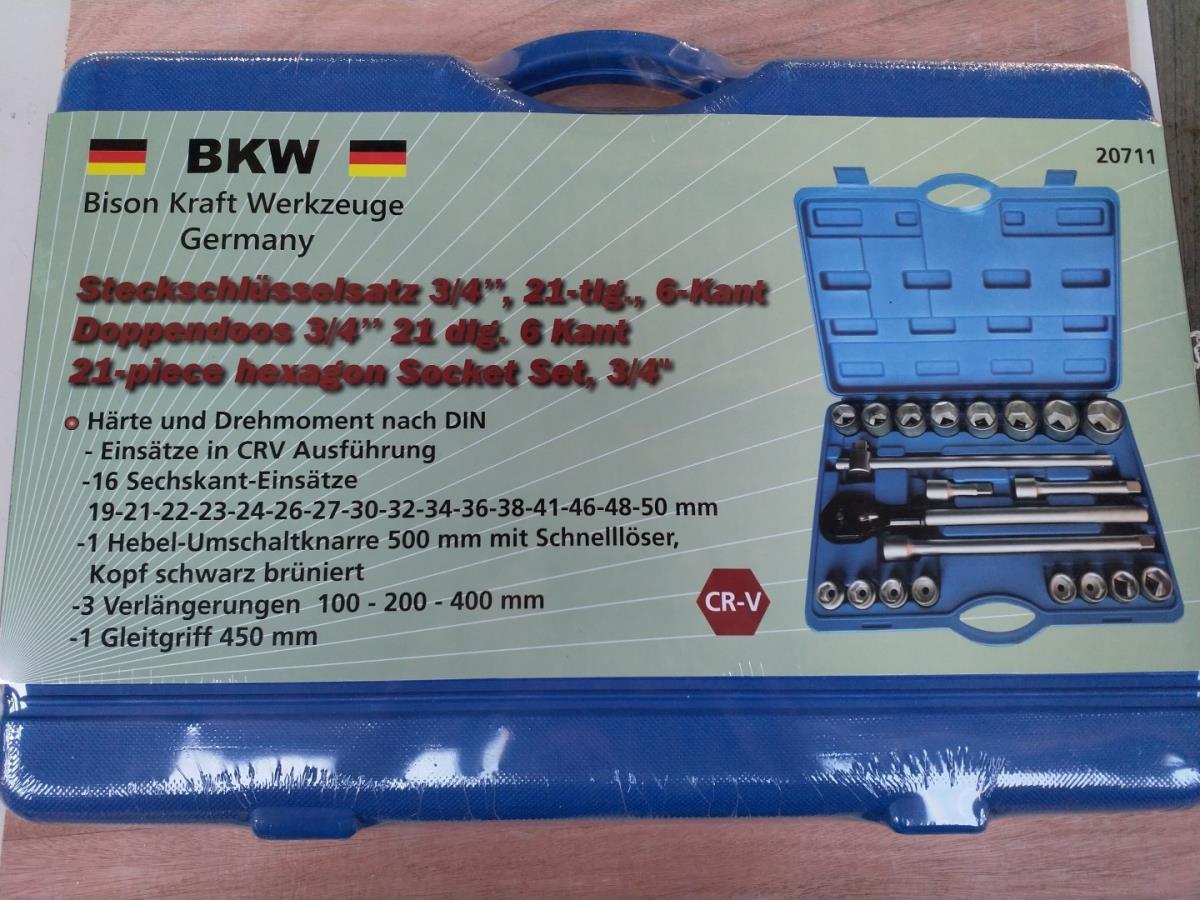 BKW
Bison Kraft Werkzeuge
Germany
20711
Steckschlüsselsatz 3/4’’, 21-tlg., 6-Kant
Doppendoos 3/4’’ 21 dlg. 6 Kant
21-piece hexagon Socket Set, 3/4"
Härte und Drehmoment nach DIN
- Einsätze in CRV Ausführung
-16 Sechskant-Einsätze
19-21-22-23-24-26-27-30-32-34-36-38-41-46-48-50 mm
-1 Hebel-Umschaltknarre 500 mm mit Schnelllöser,
Kopf schwarz brüniert
-3 Verlängerungen 100 - 200 - 400 mm
-1 Gleitgriff 450 mm
CR-V